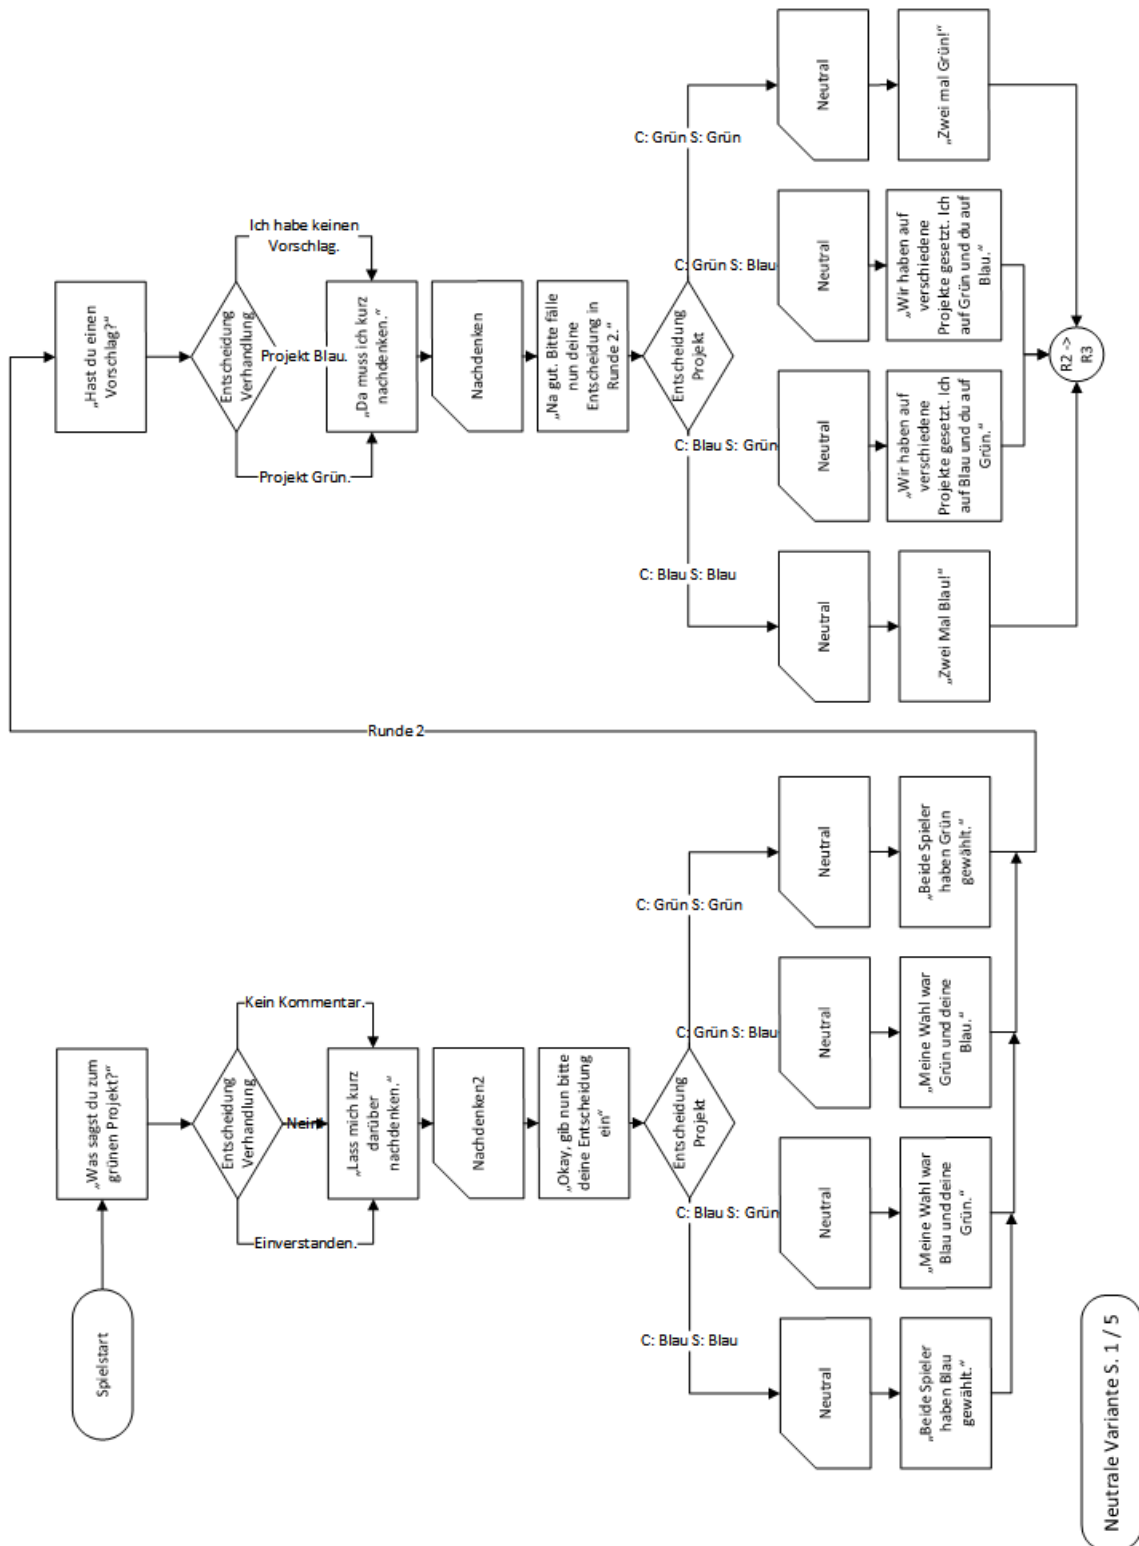 Spielstart
„Was sagst du zum
grünen Projekt?“
Entscheidung
Verhandlung
Einverstanden.
Nein
Kein Kommentar.
„Lass mich kurz
darüber
nachdenken.“
Nachdenken2
„Okay, gib nun bitte
deine Entscheidung
ein“
Entscheidung
Projekt
C: Blau S: Blau
C: Blau S: Grün
C: Grün S: Blau
C: Grün S: Grün
Neutral
Neutral
Neutral
Neutral
„Beide Spieler
haben Blau
gewählt.“
„Meine Wahl war
Blau und deine
Grün.“
„Meine Wahl war
Grün und deine
Blau.“
„Beide Spieler
haben Grün
gewählt.“
Runde 2
„Hast du einen
Vorschlag?“
Entscheidung
Verhandlung
Projekt Grün.
Projekt Blau.
Ich habe keinen
Vorschlag.
„Da muss ich kurz
nachdenken.“
Nachdenken
„Na gut. Bitte fälle
nun deine
Entscheidung in
Runde 2.“
Entscheidung
Projekt
C: Blau S: Blau
C: Blau S: Grün
C: Grün S: Blau
C: Grün S: Grün
Neutral
Neutral
Neutral
Neutral
„Zwei Mal Blau!“
„Wir haben auf
verschiedene
Projekte gesetzt. Ich
auf Blau und du auf
Grün.“
„Wir haben auf
verschiedene
Projekte gesetzt. Ich
auf Grün und du auf
Blau.“
„Zwei mal Grün!“
R2 ->
R3
Neutrale Variante S. 1 / 5